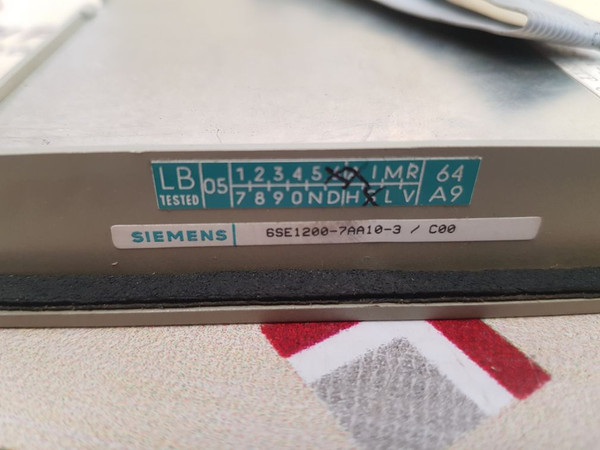 LB 05 1 2 3 4 5 I M R 64
TESTED 7 8 9 0 N D H L V A9
SIEMENS 6SE1200-7AA10-3 / C00